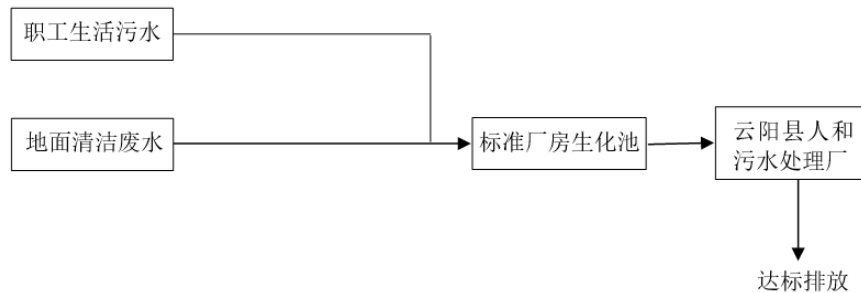 职工生活污水
地面清洁废水
标准厂房生化池
云阳县人和
污水处理厂
达标排放